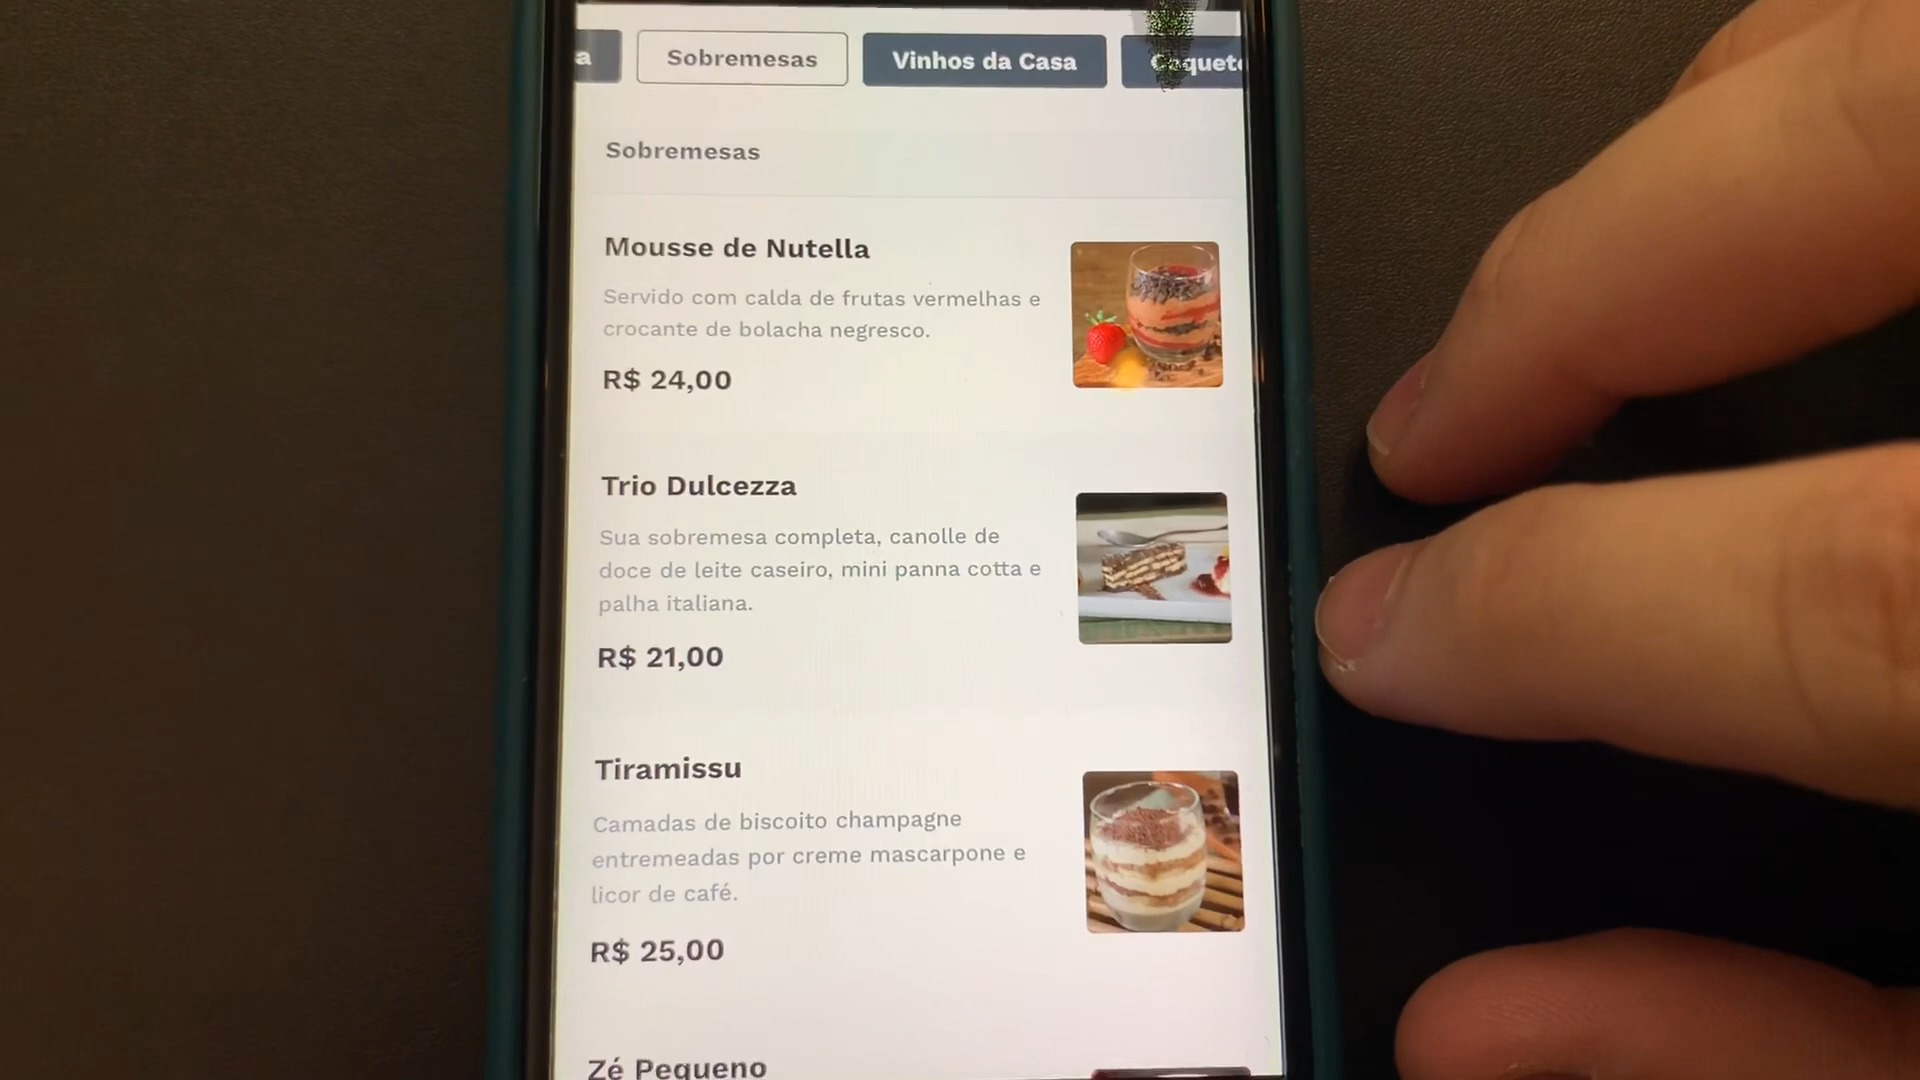 a
Sobremesas
Vinhos da Casa
Sobremesas
Mousse de Nutella
Servido com calda de frutas vermelhas e
crocante de bolacha negresco.
R$ 24,00
Trio Dulcezza
Sua sobremesa completa, canolle de
doce de leite caseiro, mini panna cotta e
palha italiana.
R$ 21,00
Tiramissu
Camadas de biscoito champagne
entremeadas por creme mascarpone e
licor de café.
R$ 25,00
Zé Pequeno